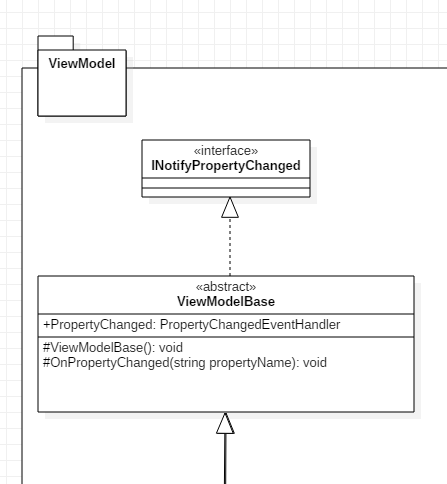 ViewModel
«interface»
INotifyPropertyChanged
«abstract»
ViewModelBase
+PropertyChanged: PropertyChangedEventHandler
#ViewModelBase(): void
#OnPropertyChanged(string propertyName): void